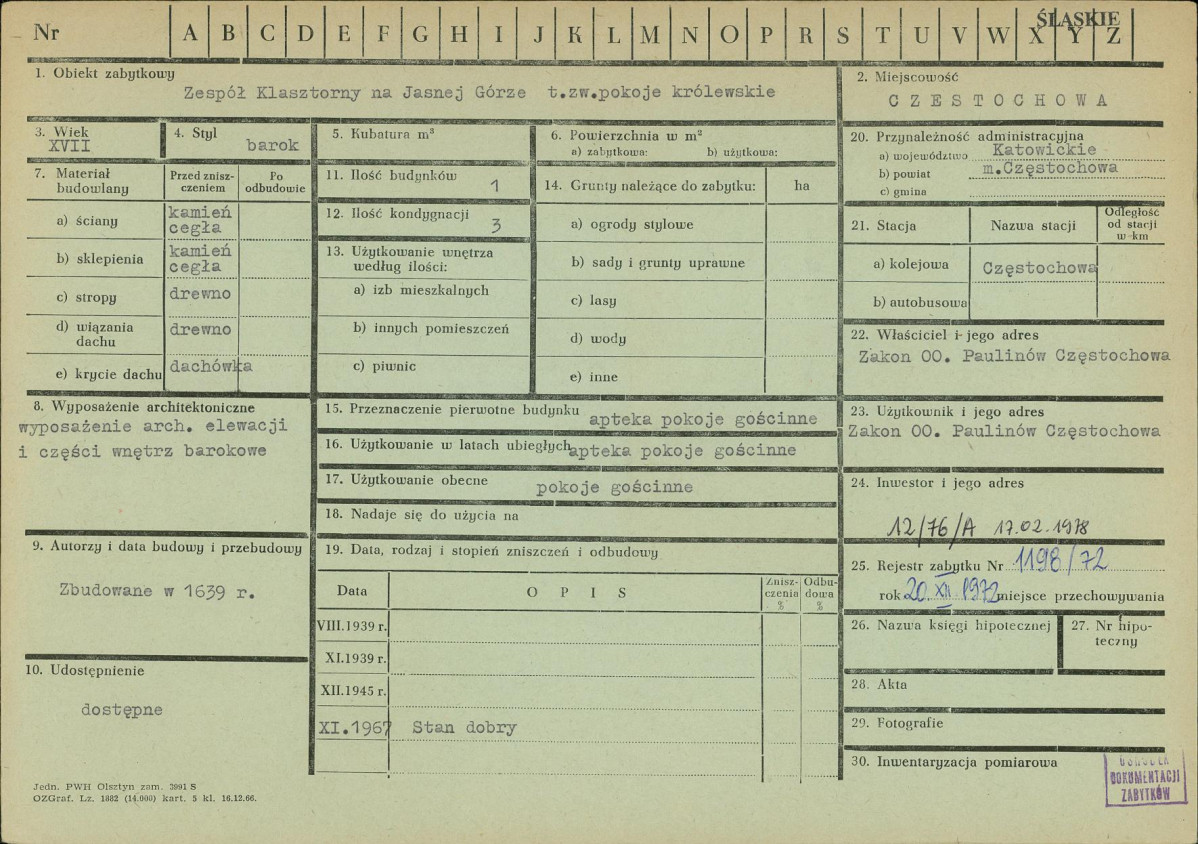 Nr A B C D E F G H I J K L M N O P R S T U V W X Y Z
ŚLĄSKIE
1. Obiekt zabytkowy
Zespół Klasztorny na Jasnej Górze t.zw.pokoje królewskie
2. Miejscowość
CZESTOCHOWA
3. Wiek
XVII
4. Styl
barok
5. Kubatura m³
6. Powierzchnia w m²
a) zabytkowa: b) użytkowa:
20. Przynależność administracyjna
a) województwo Katowickie
b) powiat m.Częstochowa
c) gmina
7. Materiał
budowlany
Przed znisz-
czeniem
Po
odbudowie
a) ściany
kamień
cegła
b) sklepienia
kamień
cegła
c) stropy drewno
d) wiązania
dachu
drewno
e) krycie dachu dachówka
11. Ilość budynków
1
12. Ilość kondygnacji
3
13. Użytkowanie wnętrza
według ilości:
a) izb mieszkalnych
b) innych pomieszczeń
c) piwnic
14. Grunty należące do zabytku: ha
a) ogrody stylowe
b) sady i grunty uprawne
c) lasy
d) wody
e) inne
21. Stacja Nazwa stacji
Odległość
od stacji
w km
a) kolejowa Częstochowa
b) autobusowa
22. Właściciel i jego adres
Zakon OO. Paulinów Częstochowa
8. Wyposażenie architektoniczne
wyposażenie arch. elewacji
i części wnętrz barokowe
15. Przeznaczenie pierwotne budynku apteka pokoje gościnne
16. Użytkowanie w latach ubiegłych apteka pokoje gościnne
17. Użytkowanie obecne pokoje gościnne
18. Nadaje się do użycia na
23. Użytkownik i jego adres
Zakon OO. Paulinów Częstochowa
24. Inwestor i jego adres
12/76/A 17.02.1978
9. Autorzy i data budowy i przebudowy
Zbudowane w 1639 r.
19. Data, rodzaj i stopień zniszczeń i odbudowy
Data OPIS
Znisz-
czenia
%
Odbu-
dowa
%
VIII.1939 r.
XI.1939 r.
XII.1945 r.
XI.1967 Stan dobry
25. Rejestr zabytku Nr 1198/72
rok 20.XII.1972 miejsce przechowywania
26. Nazwa księgi hipotecznej
27. Nr hipo-
teczny
10. Udostępnienie
dostępne
28. Akta
29. Fotografie
30. Inwentaryzacja pomiarowa
OŚRODEK
DOKUMENTACJI
ZABYTKÓW
Jedn. PWH Olsztyn zam. 3991 S
OZGraf. Lz. 1882 (14.000) kart. 5 kl. 16.12.66.